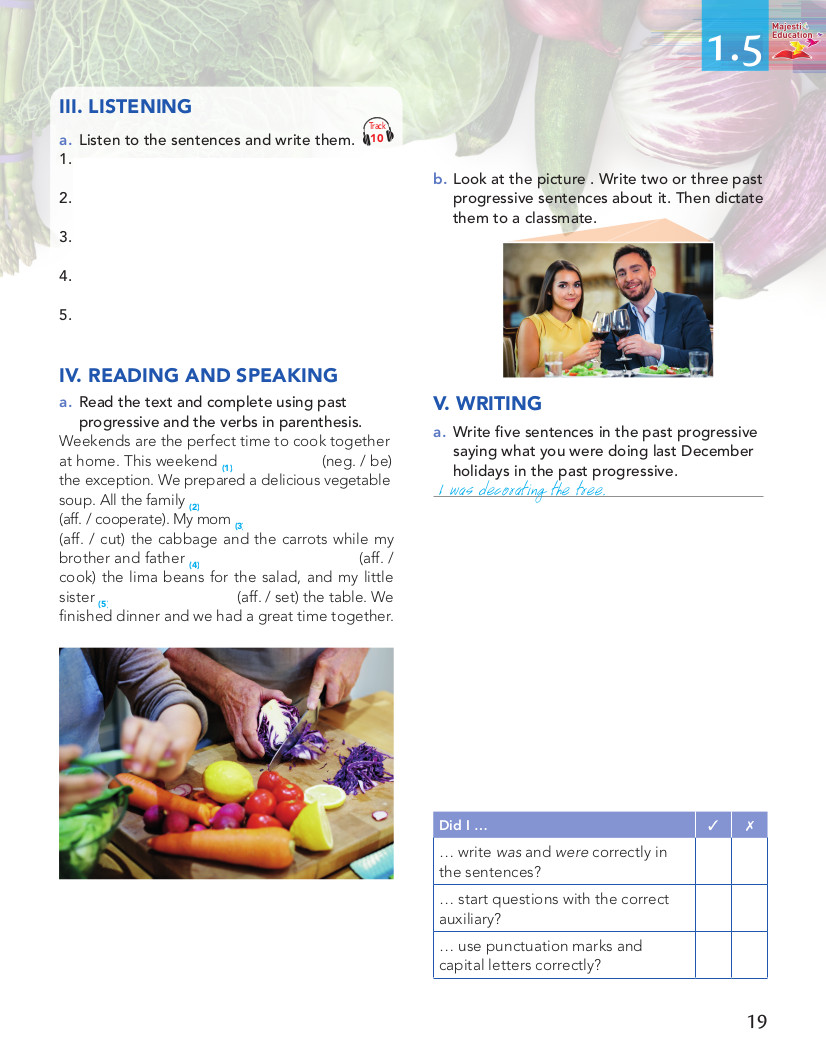 1.5
Majesti
Education
III. LISTENING
a. Listen to the sentences and write them.
Track
10
1.
2.
3.
4.
5.
IV. READING AND SPEAKING
a. Read the text and complete using past
progressive and the verbs in parenthesis.
Weekends are the perfect time to cook together
at home. This weekend (1) (neg. / be)
the exception. We prepared a delicious vegetable
soup. All the family (2)
(aff. / cooperate). My mom (3)
(aff. / cut) the cabbage and the carrots while my
brother and father (4) (aff. /
cook) the lima beans for the salad, and my little
sister (5) (aff. / set) the table. We
finished dinner and we had a great time together.
b. Look at the picture . Write two or three past
progressive sentences about it. Then dictate
them to a classmate.
V. WRITING
a. Write five sentences in the past progressive
saying what you were doing last December
holidays in the past progressive.
I was decorating the tree.
Did I … ✓ ✗
… write was and were correctly in
the sentences?
… start questions with the correct
auxiliary?
… use punctuation marks and
capital letters correctly?
19